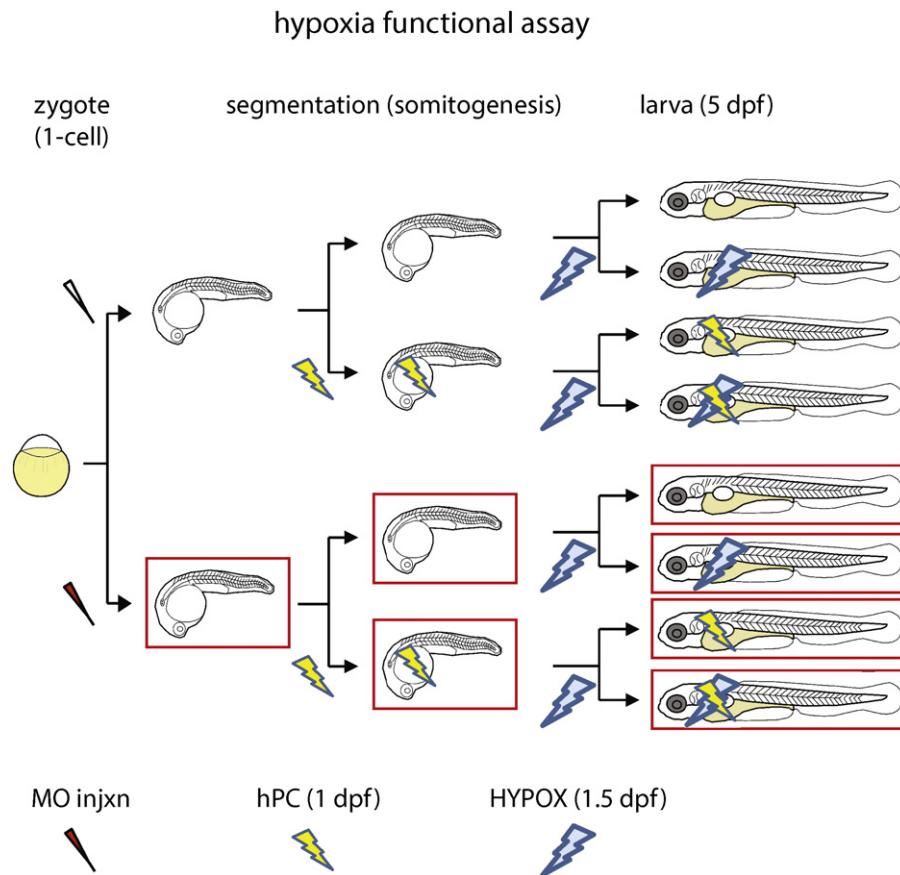 hypoxia functional assay
zygote
(1-cell)
segmentation (somitogenesis)
larva (5 dpf)
MO injxn
hPC (1 dpf)
HYPOX (1.5 dpf)